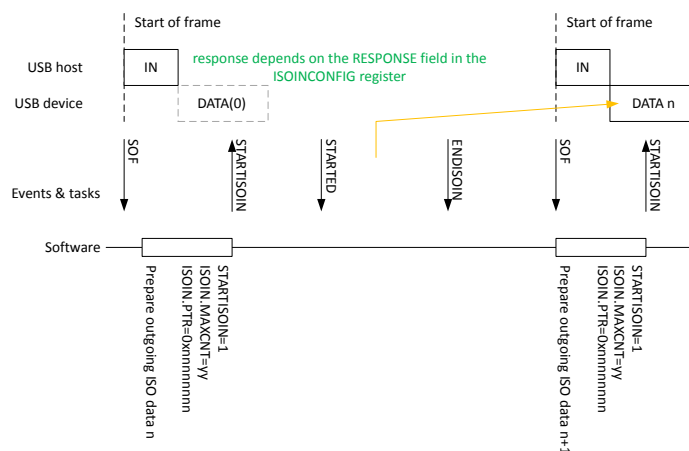 Start of frame
Start of frame
USB host
IN
response depends on the RESPONSE field in the
ISOINCONFIG register
IN
USB device
DATA(0)
DATA n
Events & tasks
SOF
STARTISOIN
STARTED
ENDISOIN
SOF
STARTISOIN
Software
STARTISOIN=1
ISOIN.MAXCNT=yy
ISOIN.PTR=0xnnnnnnnn
Prepare outgoing ISO data n
STARTISOIN=1
ISOIN.MAXCNT=yy
ISOIN.PTR=0xnnnnnnnn
Prepare outgoing ISO data n+1